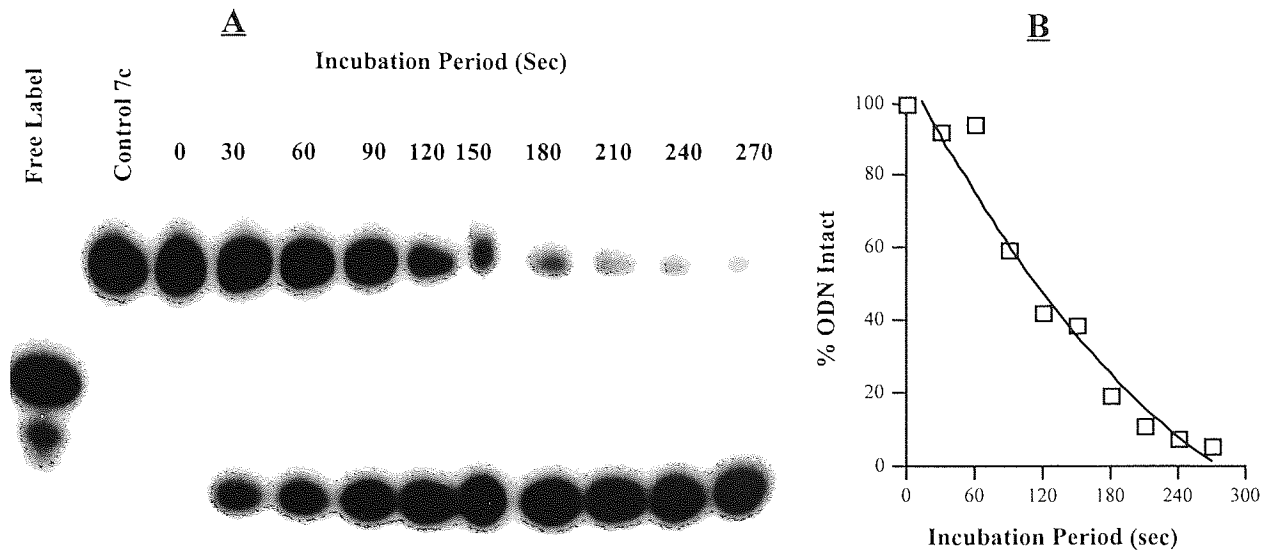 A
Incubation Period (Sec)
Free Label
Control 7c
0 30 60 90 120 150 180 210 240 270
B
% ODN Intact
100
80
60
40
20
0
0 60 120 180 240 300
Incubation Period (sec)